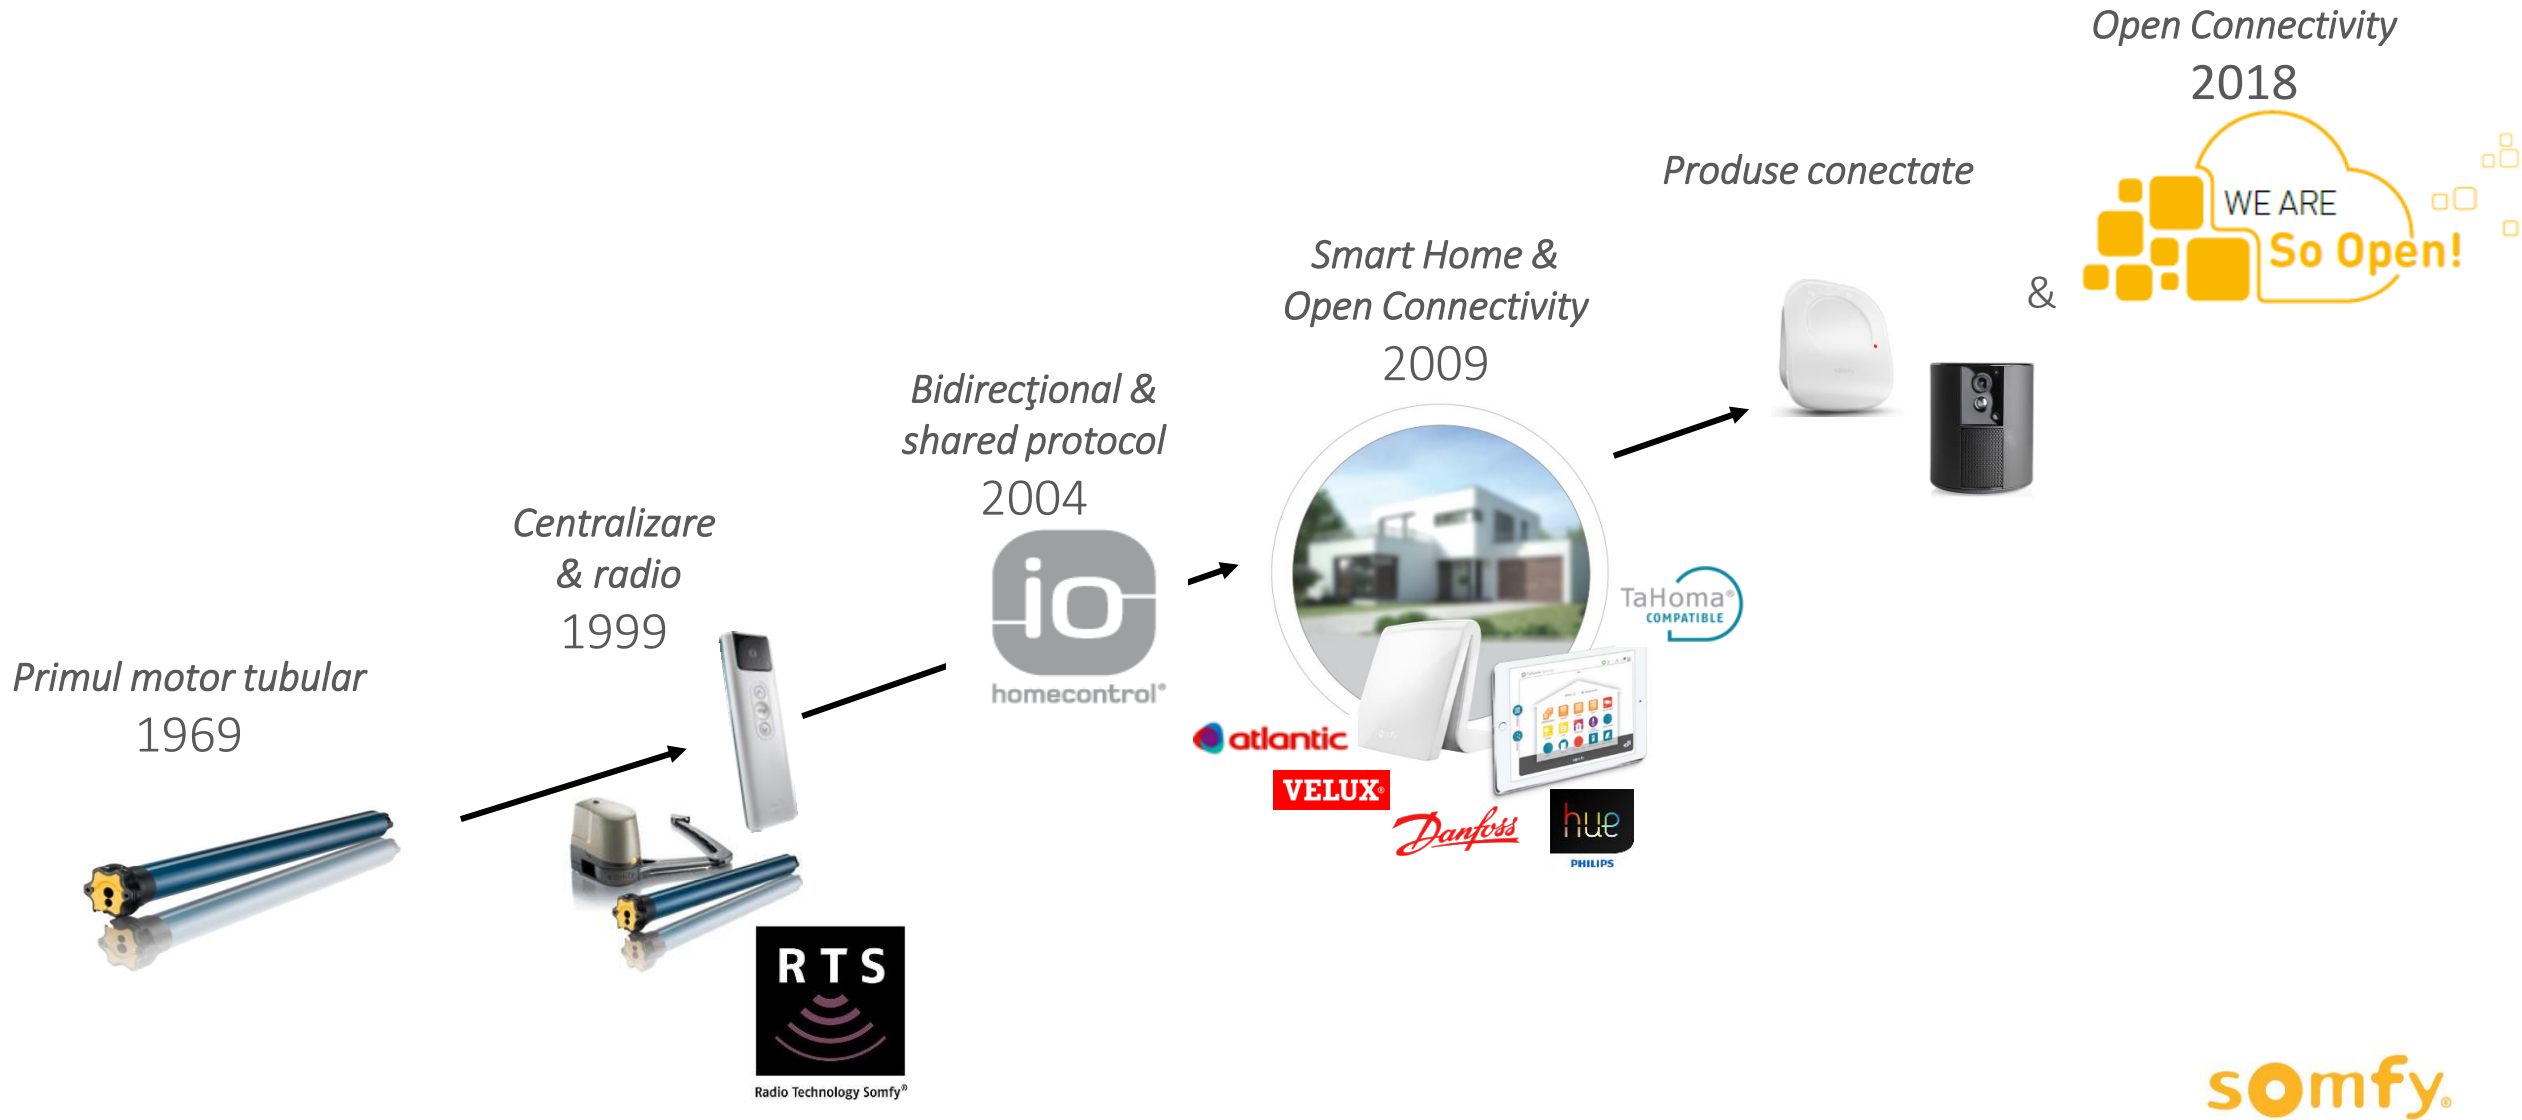 Primul motor tubular
1969
Centralizare
& radio
1999
RTS
Radio Technology Somfy®
Bidirecţional &
shared protocol
2004
io
homecontrol®
Smart Home &
Open Connectivity
2009
TaHoma®
COMPATIBLE
somfy
atlantic
VELUX®
Danfoss
hue
PHILIPS
Produse conectate
&
Open Connectivity
2018
WE ARE
So Open!
somfy®